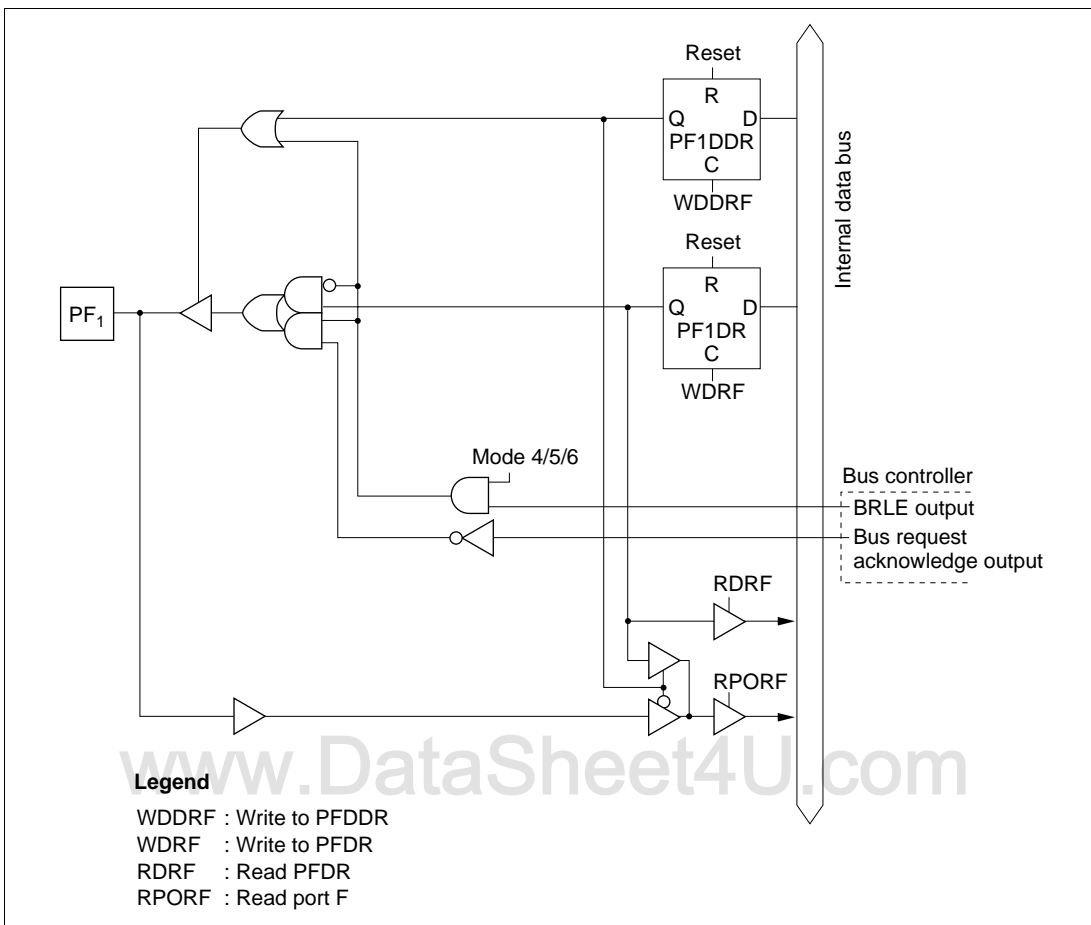 Reset
R
Q D
PF1DDR
C
WDDRF
Internal data bus
Reset
R
Q D
PF1DR
C
WDRF
PF1
Mode 4/5/6
Bus controller
BRLE output
Bus request
acknowledge output
RDRF
RPORF
www.DataSheet4U.com
Legend
WDDRF : Write to PFDDR
WDRF : Write to PFDR
RDRF : Read PFDR
RPORF : Read port F